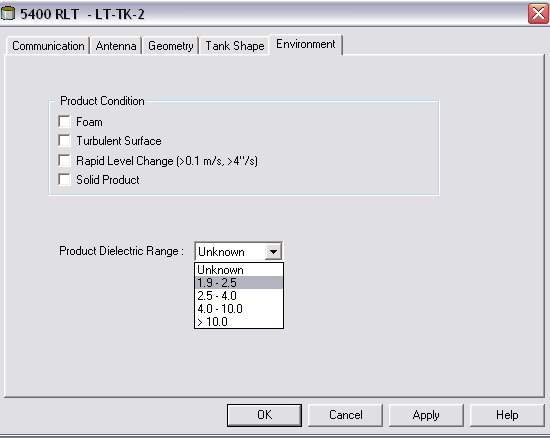 5400 RLT - LT-TK-2
Communication Antenna Geometry Tank Shape Environment
Product Condition
Foam
Turbulent Surface
Rapid Level Change (>0.1 m/s, >4"/s)
Solid Product
Product Dielectric Range : Unknown
Unknown
1.9 - 2.5
2.5 - 4.0
4.0 - 10.0
> 10.0
OK Cancel Apply Help